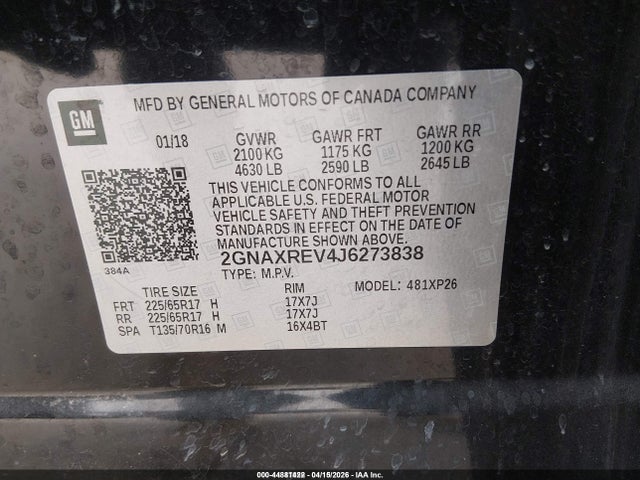 GM
MFD BY GENERAL MOTORS OF CANADA COMPANY
01/18 GVWR GAWR FRT GAWR RR
2100 KG 1175 KG 1200 KG
4630 LB 2590 LB 2645 LB
THIS VEHICLE CONFORMS TO ALL
APPLICABLE U.S. FEDERAL MOTOR
VEHICLE SAFETY AND THEFT PREVENTION
STANDARDS IN EFFECT ON THE DATE
OF MANUFACTURE SHOWN ABOVE.
384A
2GNAXREV4J6273838
TYPE: M.P.V.
TIRE SIZE RIM MODEL: 481XP26
FRT 225/65R17 H 17X7J
RR 225/65R17 H 17X7J
SPA T135/70R16 M 16X4BT
04/15/2026 - IAA Inc.